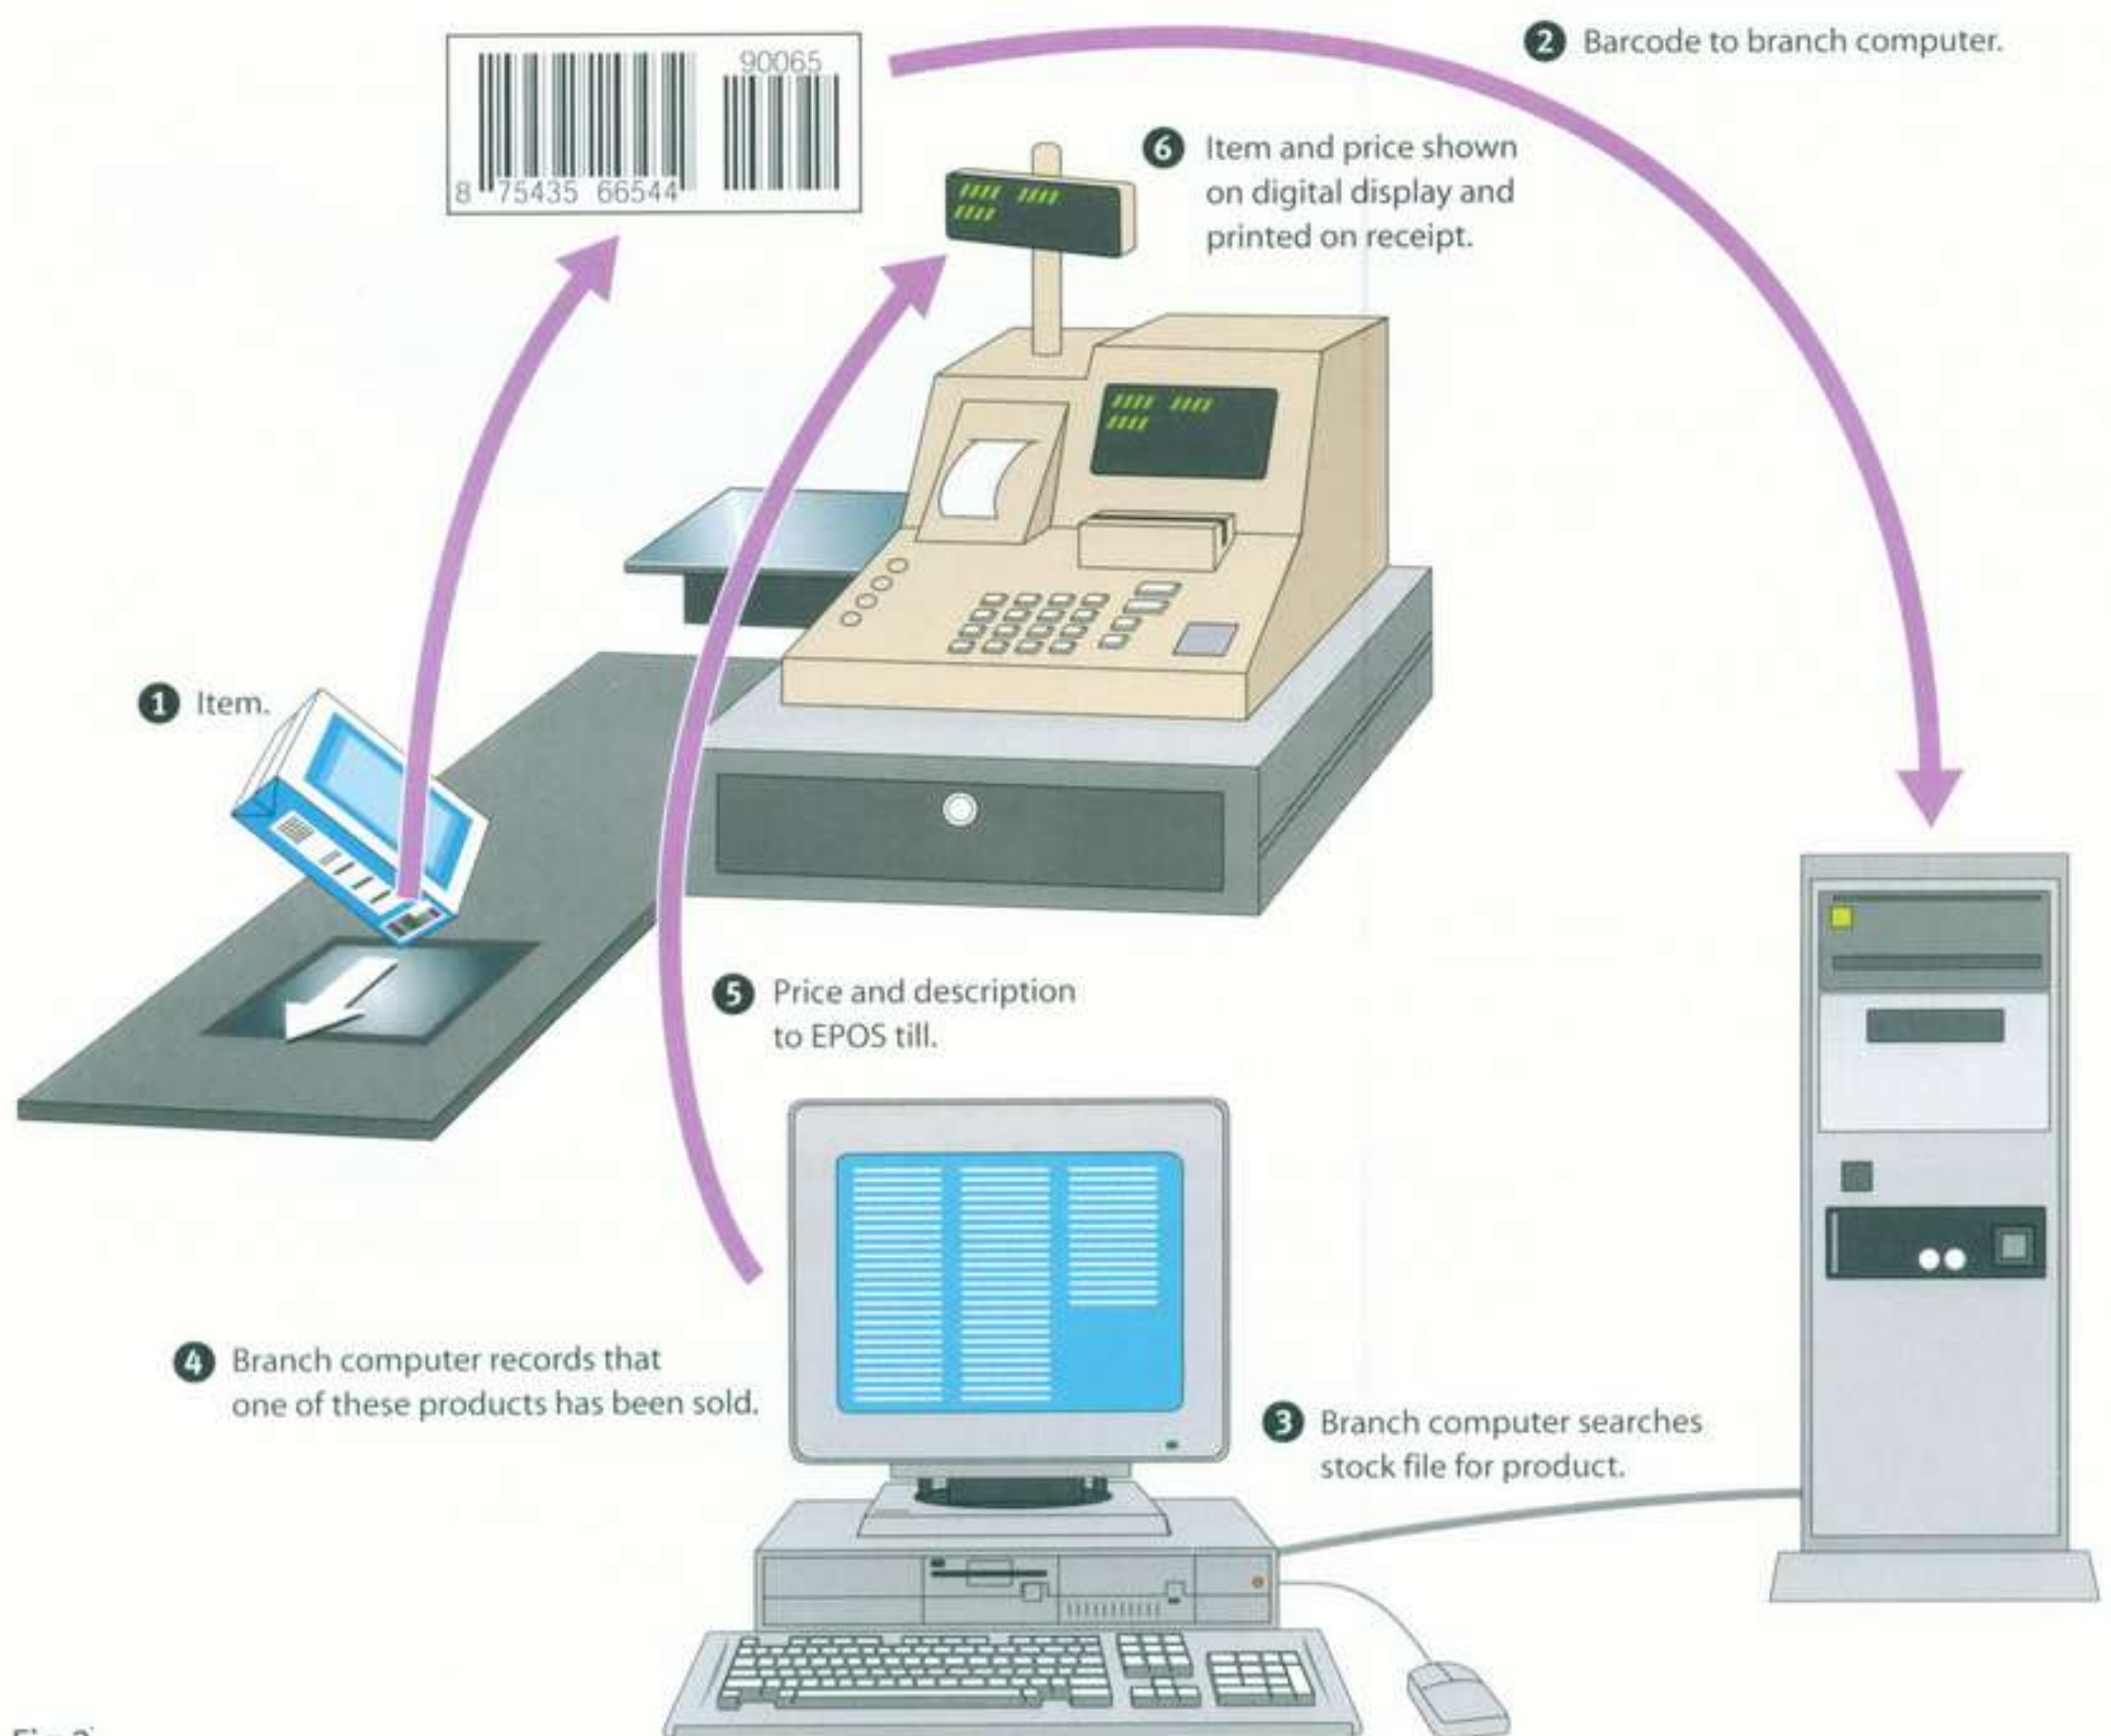 90065
8 75435 66544
2 Barcode to branch computer.
6 Item and price shown
on digital display and
printed on receipt.
1 Item.
5 Price and description
to EPOS till.
4 Branch computer records that
one of these products has been sold.
3 Branch computer searches
stock file for product.